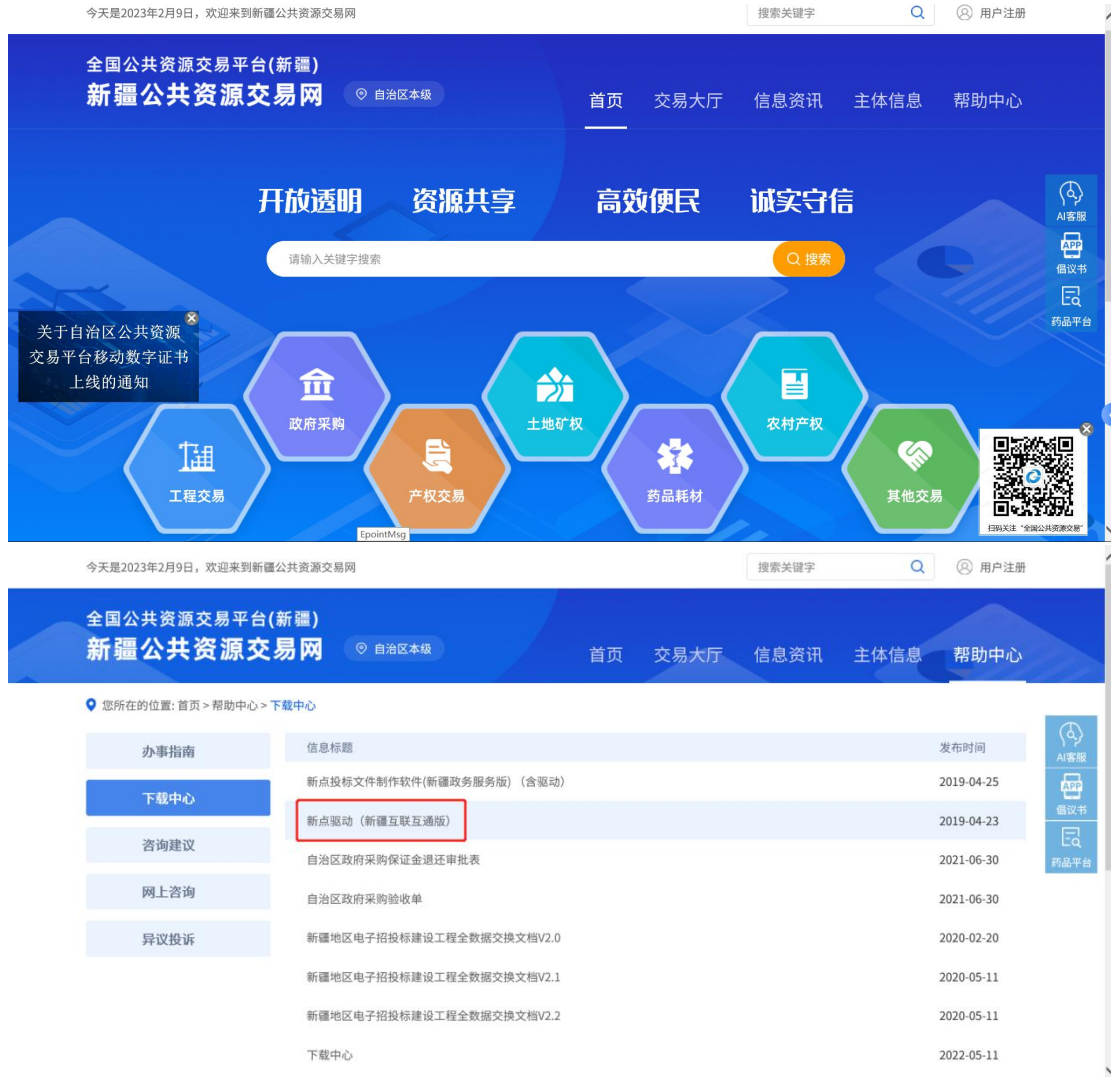 今天是2023年2月9日，欢迎来到新疆公共资源交易网
搜索关键字
用户注册
全国公共资源交易平台(新疆)
新疆公共资源交易网
自治区本级
首页 交易大厅 信息资讯 主体信息 帮助中心
开放透明 资源共享 高效便民 诚实守信
请输入关键字搜索
搜索
AI客服
APP
倡议书
药品平台
关于自治区公共资源
交易平台移动数字证书
上线的通知
政府采购
土地矿权
农村产权
工程交易
产权交易
药品耗材
其他交易
EpointMsg
扫码关注“全国公共资源交易”
今天是2023年2月9日，欢迎来到新疆公共资源交易网
搜索关键字
用户注册
全国公共资源交易平台(新疆)
新疆公共资源交易网
自治区本级
首页 交易大厅 信息资讯 主体信息 帮助中心
您所在的位置: 首页 > 帮助中心 > 下载中心
办事指南
下载中心
咨询建议
网上咨询
异议投诉
信息标题 发布时间
新点投标文件制作软件(新疆政务服务版)（含驱动） 2019-04-25
新点驱动（新疆互联互通版） 2019-04-23
自治区政府采购保证金退还审批表 2021-06-30
自治区政府采购验收单 2021-06-30
新疆地区电子招投标建设工程全数据交换文档V2.0 2020-02-20
新疆地区电子招投标建设工程全数据交换文档V2.1 2020-05-11
新疆地区电子招投标建设工程全数据交换文档V2.2 2020-05-11
下载中心 2022-05-11
AI客服
APP
倡议书
药品平台